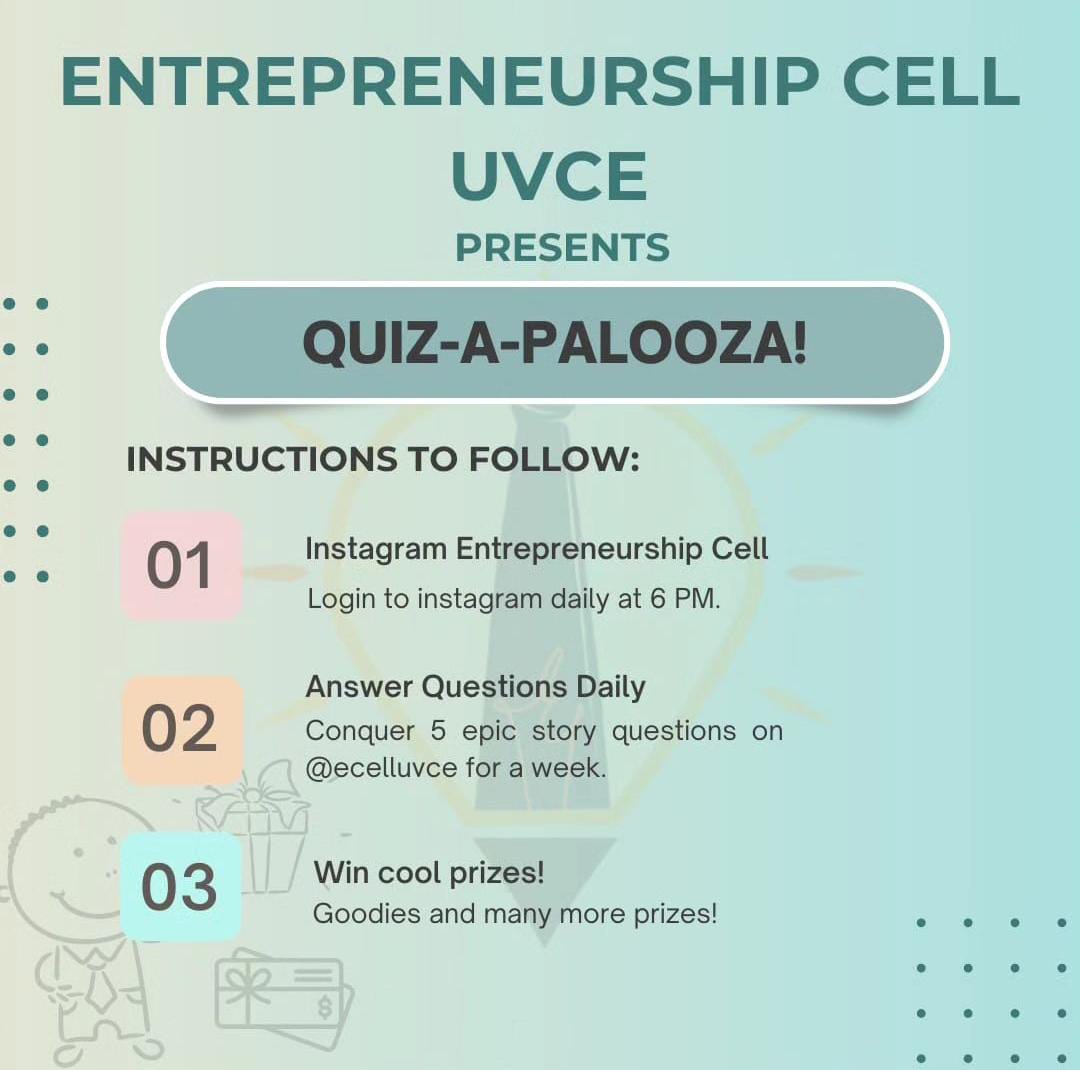 ENTREPRENEURSHIP CELL
UVCE
PRESENTS
QUIZ-A-PALOOZA!
INSTRUCTIONS TO FOLLOW:
01
Instagram Entrepreneurship Cell
Login to instagram daily at 6 PM.
02
Answer Questions Daily
Conquer 5 epic story questions on
@ecelluvce for a week.
03
Win cool prizes!
Goodies and many more prizes!
$